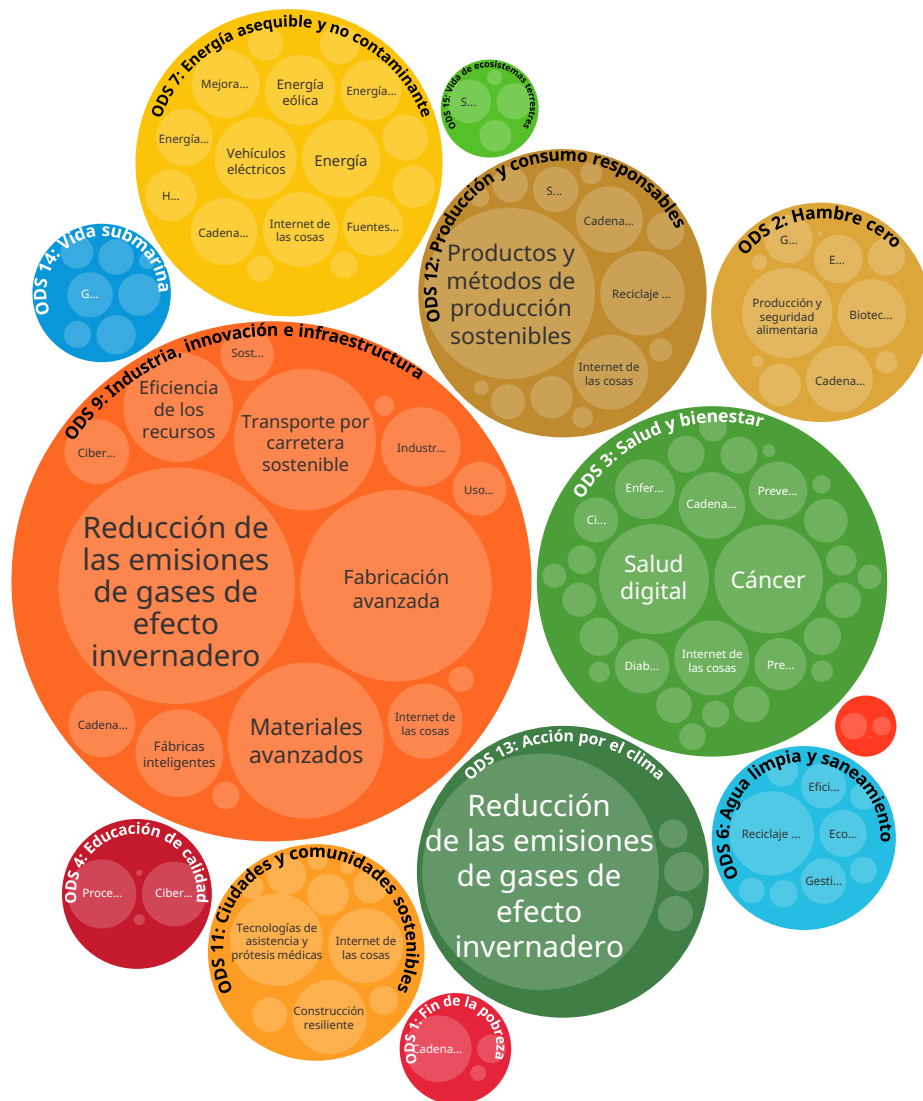 ODS 7: Energía asequible y no contaminante
Mejora...
Energía
eólica
Energía...
Energía...
Vehículos
eléctricos
Energía
H...
Cadena...
Internet de
las cosas
Fuentes...
ODS 15: Vida de ecosistemas terrestres
S...
ODS 12: Producción y consumo responsables
S...
Cadena...
Productos y
métodos de
producción
sostenibles
Reciclaje ...
Internet de
las cosas
ODS 2: Hambre cero
G...
E...
Producción y
seguridad
alimentaria
Biotec...
Cadena...
ODS 14: Vida submarina
G...
ODS 9: Industria, innovación e infraestructura
Sost...
Eficiencia
de los
recursos
Transporte por
carretera
sostenible
Ciber...
Industr...
Uso...
Reducción de
las emisiones
de gases de
efecto
invernadero
Fabricación
avanzada
Cadena...
Fábricas
inteligentes
Materiales
avanzados
Internet de
las cosas
ODS 3: Salud y bienestar
Enfer...
Cadena...
Preve...
Ci...
Salud
digital
Cáncer
Diab...
Internet de
las cosas
Pre...
ODS 13: Acción por el clima
Reducción
de las emisiones
de gases de
efecto
invernadero
ODS 6: Agua limpia y saneamiento
Efici...
Reciclaje ...
Eco...
Gesti...
ODS 4: Educación de calidad
Proce...
Ciber...
ODS 11: Ciudades y comunidades sostenibles
Tecnologías de
asistencia y
prótesis médicas
Internet de
las cosas
Construcción
resiliente
ODS 1: Fin de la pobreza
Cadena...